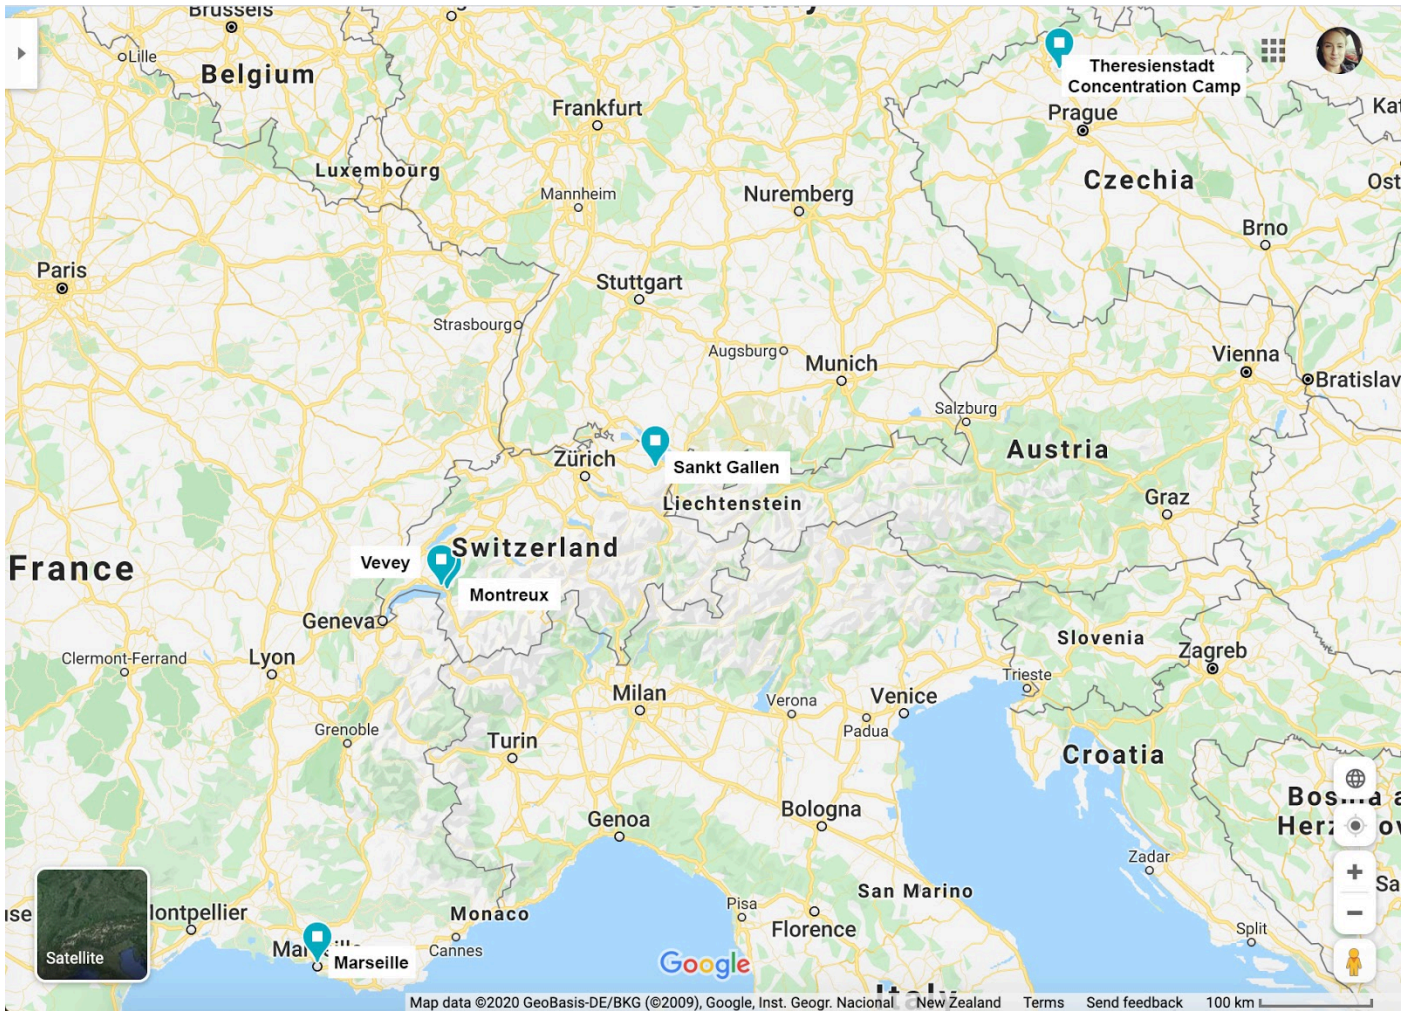 Brussels
Lille
Belgium
Theresienstadt
Concentration Camp
Frankfurt
Prague
Luxembourg
Czechia
Mannheim
Nuremberg
Brno
Paris
Stuttgart
Strasbourg
Augsburg
Munich
Vienna
Bratislav
Salzburg
Austria
Zürich
Sankt Gallen
Liechtenstein
Graz
Vevey
Switzerland
France
Montreux
Geneva
Slovenia
Clermont-Ferrand
Lyon
Zagreb
Trieste
Milan
Verona
Venice
Padua
Grenoble
Turin
Croatia
Bologna
Genoa
Zadar
San Marino
Pisa
Monaco
Florence
Split
Cannes
Satellite
Marseille
Google
Italy
Map data ©2020 GeoBasis-DE/BKG (©2009), Google, Inst. Geogr. Nacional New Zealand Terms Send feedback 100 km